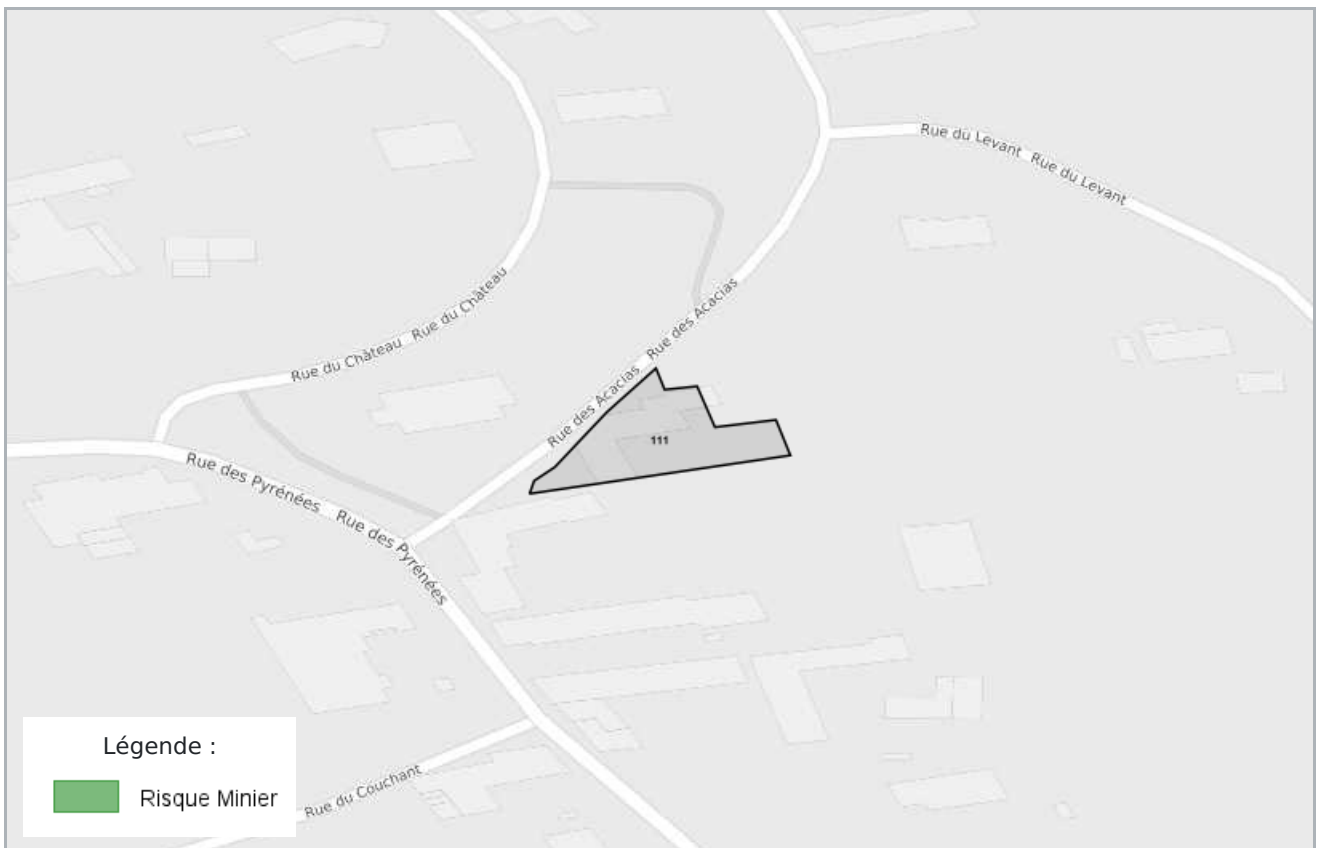 Rue du Levant Rue du Levant
Rue du Château Rue du Château
Rue des Acacias Rue des Acacias
111
Rue des Pyrénées Rue des Pyrénées
Rue du Couchant
Légende :
Risque Minier